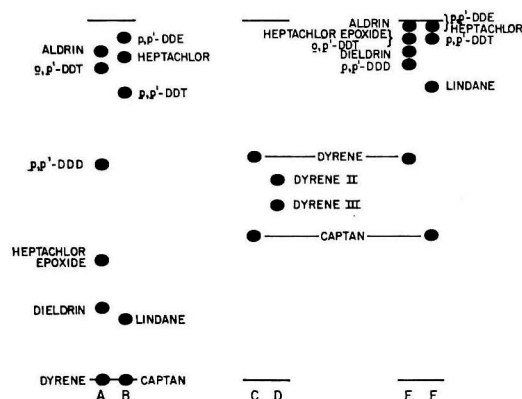 p,p'-DDE
ALDRIN
HEPTACHLOR
o,p'-DDT
p,p'-DDT
p,p'-DDD
HEPTACHLOR
EPOXIDE
DIELDRIN
LINDANE
DYRENE
CAPTAN
A B
DYRENE
DYRENE II
DYRENE III
CAPTAN
C D
p,p'-DDE
ALDRIN
HEPTACHLOR
HEPTACHLOR EPOXIDE
o,p'-DDT
p,p'-DDT
DIELDRIN
p,p'-DDD
LINDANE
E F